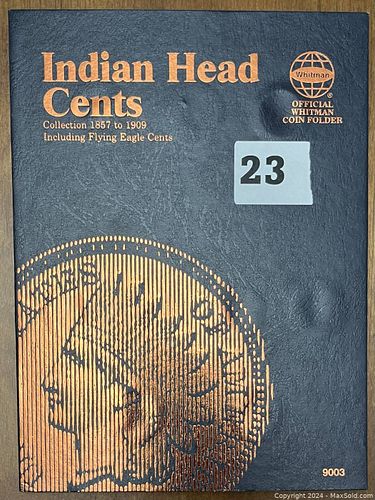 Indian Head
Cents
Collection 1857 to 1909
Including Flying Eagle Cents
Whitman
®
OFFICIAL
WHITMAN
COIN FOLDER
23
9003
Copyright 2024 - MaxSold.com